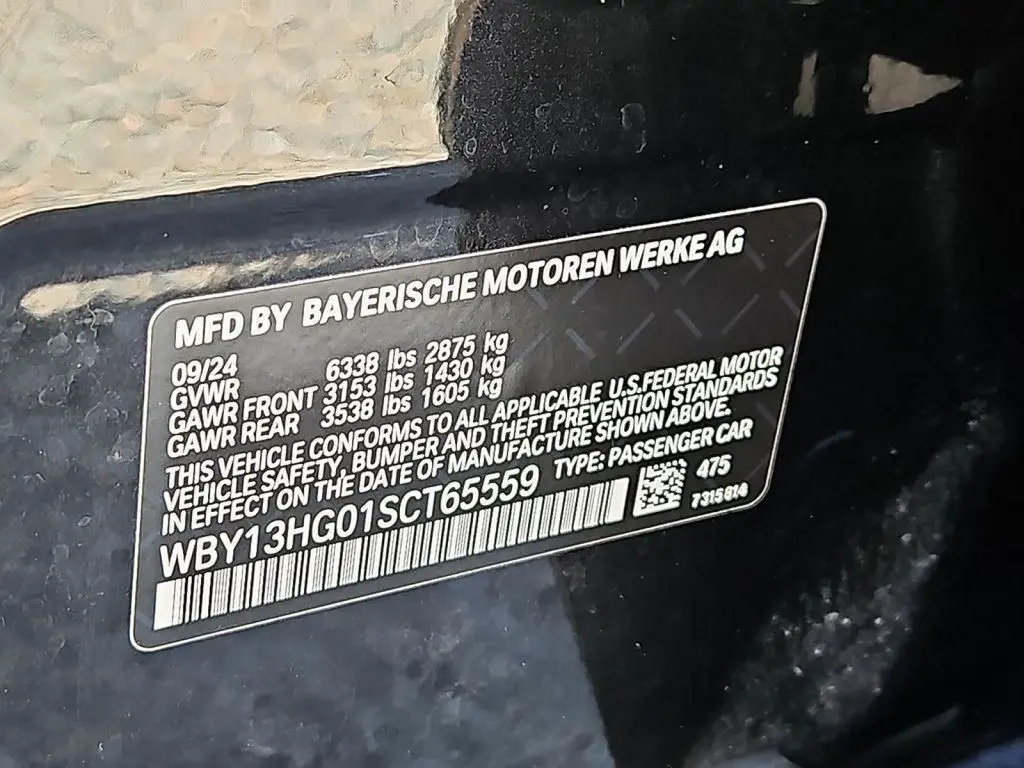 MFD BY BAYERISCHE MOTOREN WERKE AG
09/24
GVWR 6338 lbs 2875 kg
GAWR FRONT 3153 lbs 1430 kg
GAWR REAR 3538 lbs 1605 kg
THIS VEHICLE CONFORMS TO ALL APPLICABLE U.S.FEDERAL MOTOR
VEHICLE SAFETY, BUMPER AND THEFT PREVENTION STANDARDS
IN EFFECT ON THE DATE OF MANUFACTURE SHOWN ABOVE.
WBY13HG01SCT65559 TYPE: PASSENGER CAR
475
7315814